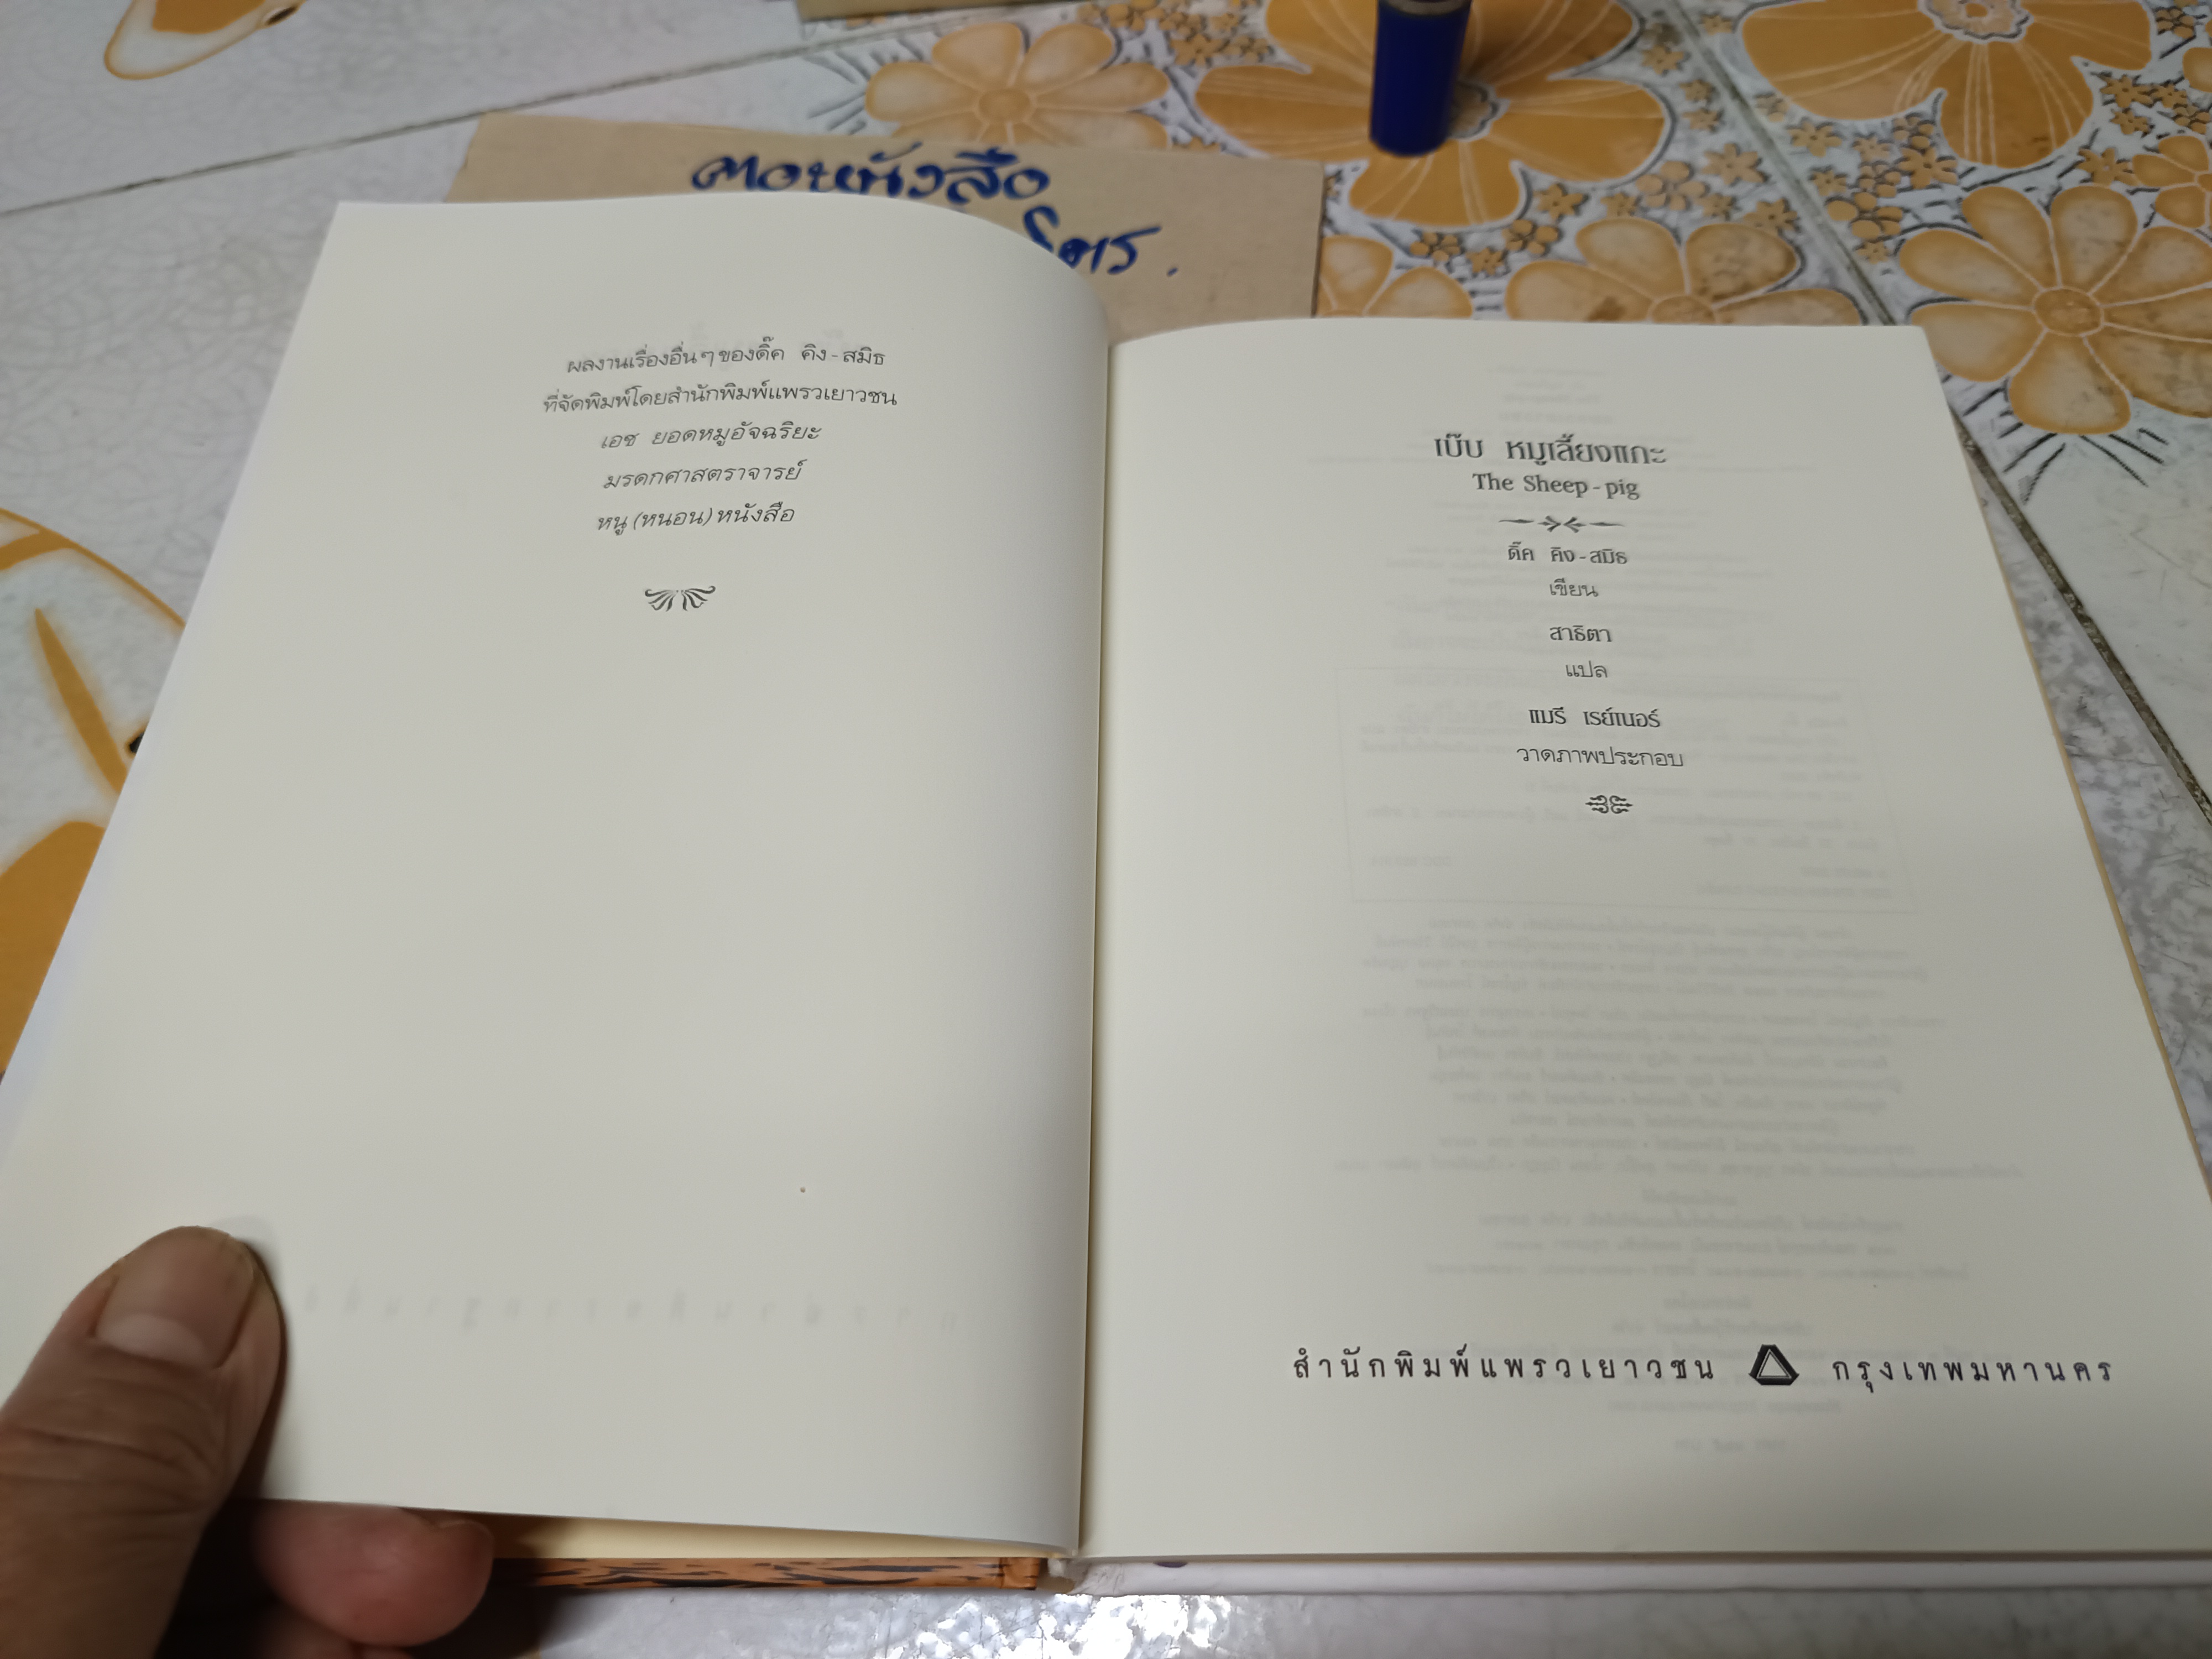 ตอหนังสือ
โคร.
ผลงานเรื่องอื่นๆ ของดิ๊ค คิง-สมิธ
ที่จัดพิมพ์โดยสำนักพิมพ์แพรวเยาวชน
เอช ยอดหมูอัจฉริยะ
มรดกศาสตราจารย์
หนู (หนอน) หนังสือ
เบ๊บ หมูเลี้ยงแกะ
The Sheep-pig
ดิ๊ค คิง-สมิธ
เขียน
สาธิตา
แปล
แมรี เรย์เนอร์
วาดภาพประกอบ
สำนักพิมพ์แพรวเยาวชน กรุงเทพมหานคร